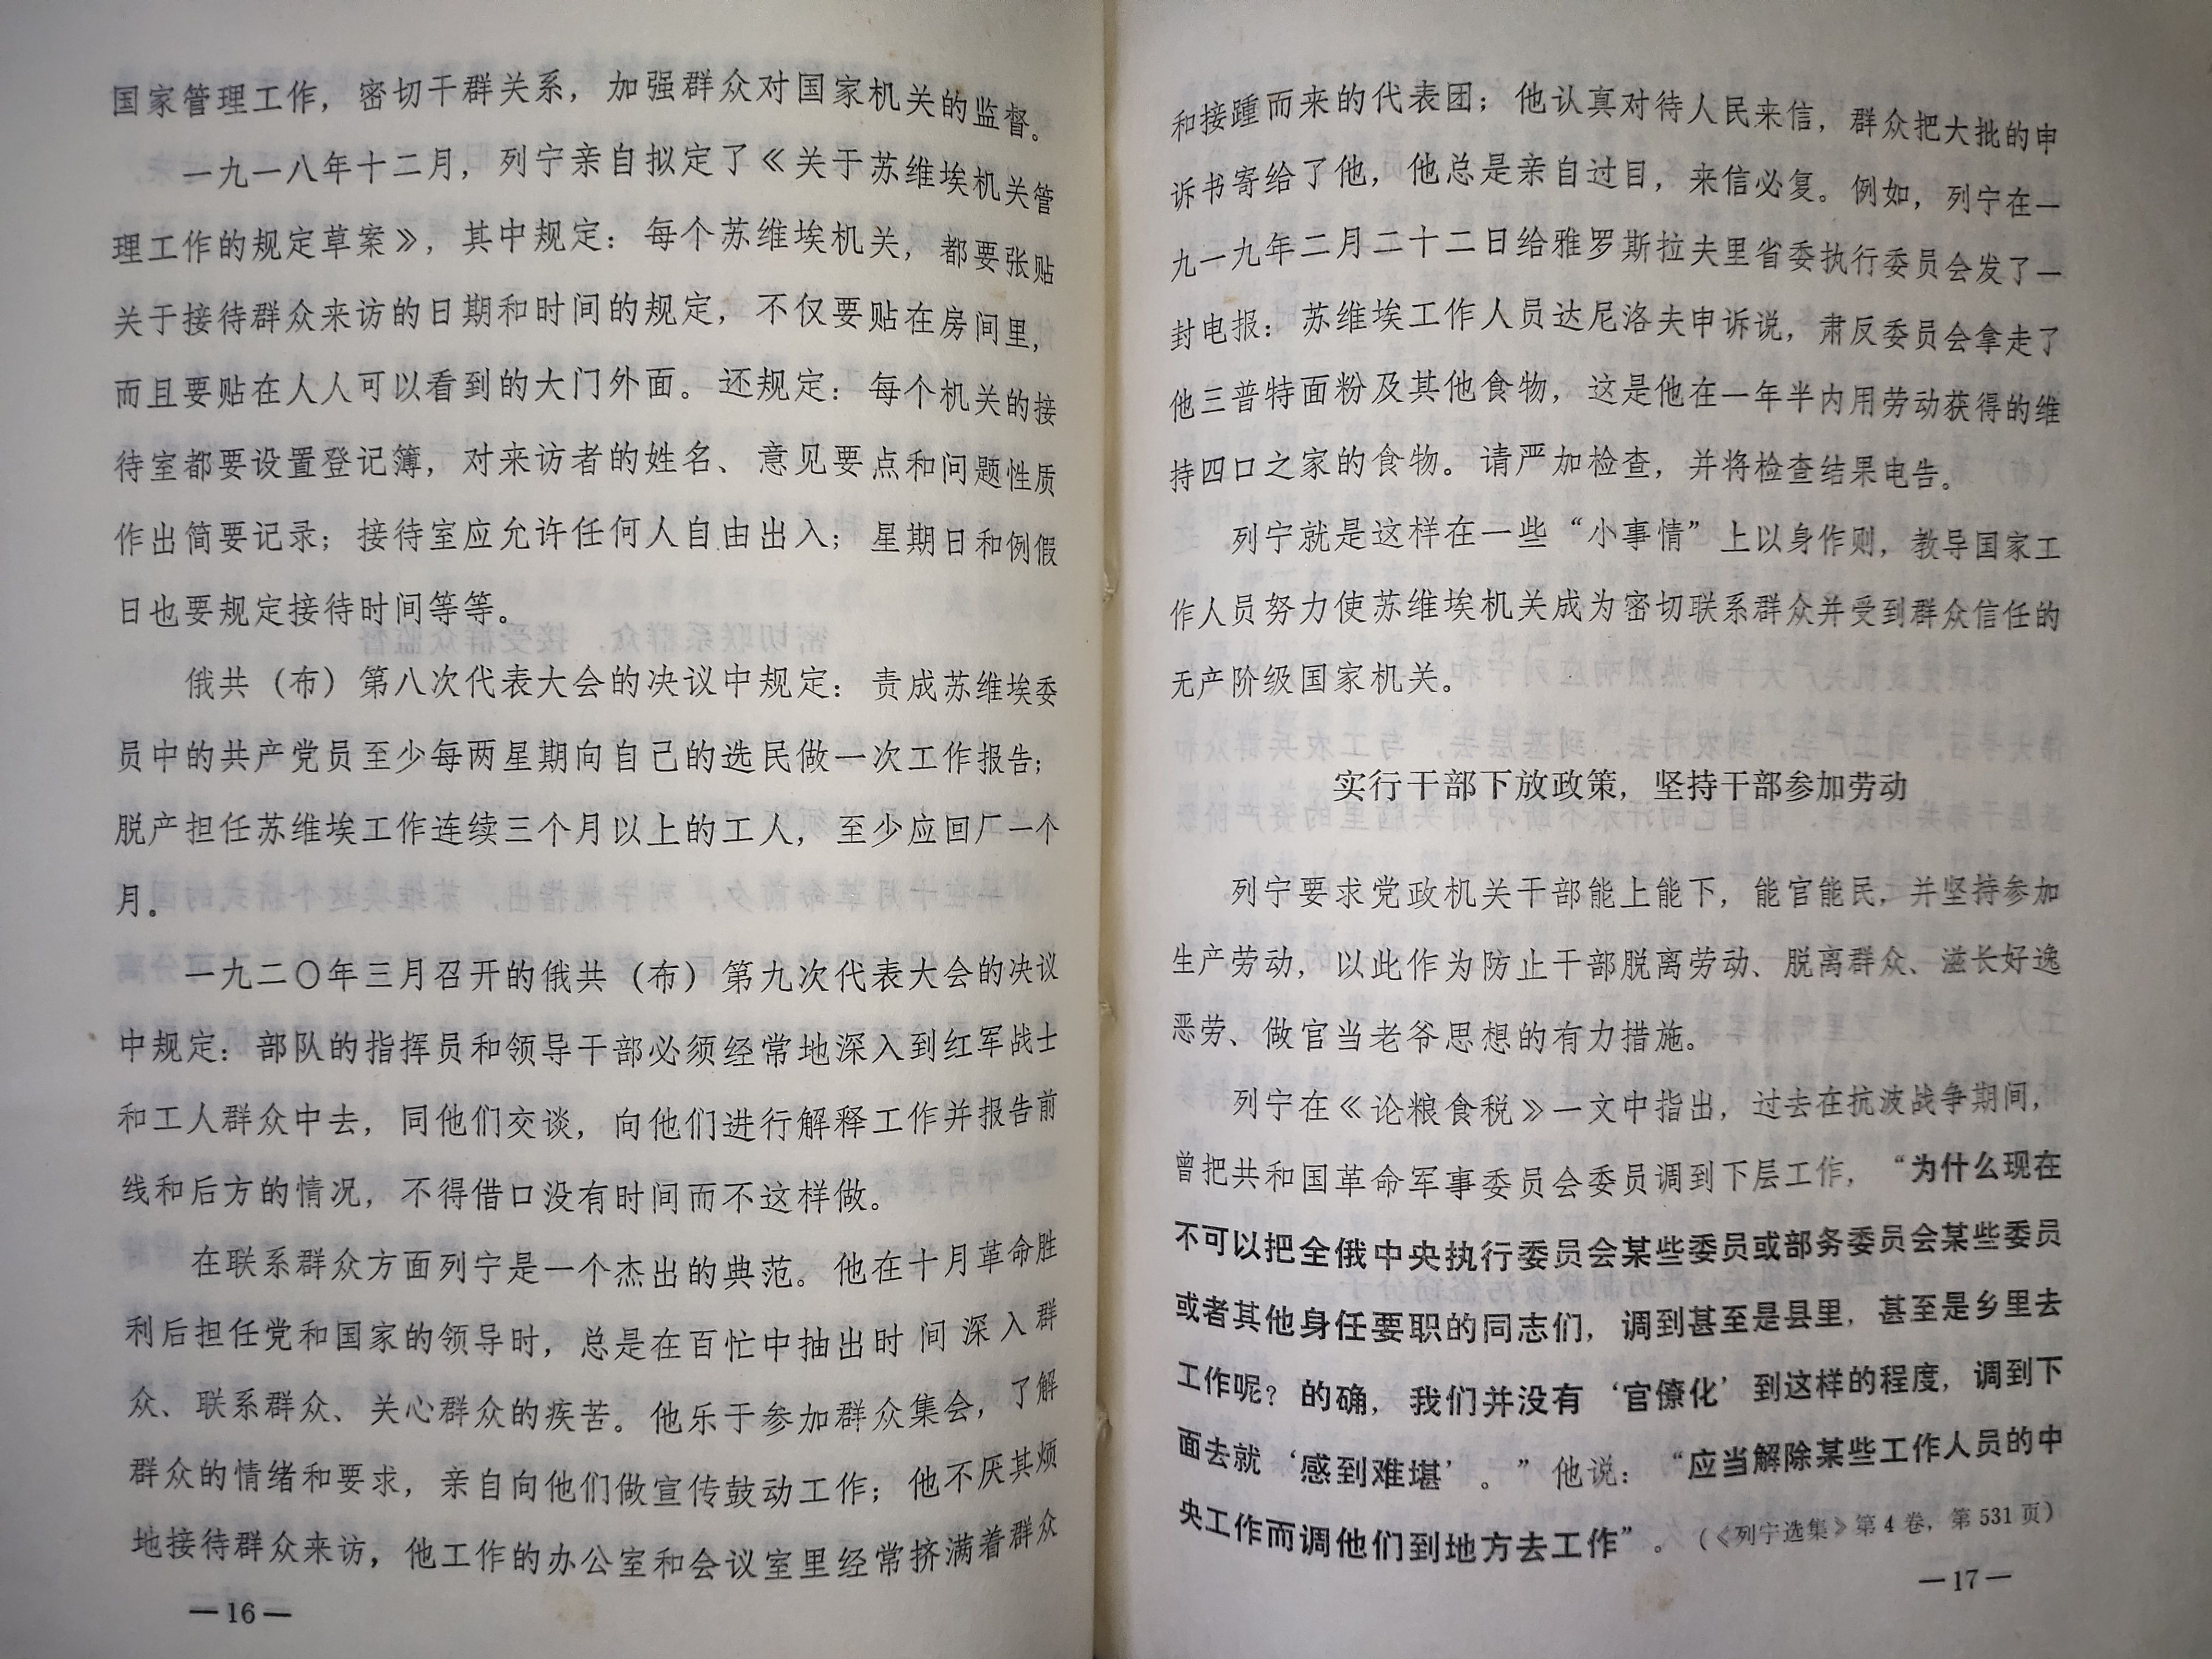 国家管理工作，密切干群关系，加强群众对国家机关的监督。
一九一八年十二月，列宁亲自拟定了《关于苏维埃机关管
理工作的规定草案》，其中规定：每个苏维埃机关，都要张贴
关于接待群众来访的日期和时间的规定，不仅要贴在房间里，
而且要贴在人人可以看到的大门外面。还规定：每个机关的接
待室都要设置登记簿，对来访者的姓名、意见要点和问题性质
作出简要记录；接待室应允许任何人自由出入；星期日和例假
日也要规定接待时间等等。
俄共（布）第八次代表大会的决议中规定：责成苏维埃委
员中的共产党员至少每两星期向自己的选民做一次工作报告；
脱产担任苏维埃工作连续三个月以上的工人，至少应回厂一个
月。
一九二〇年三月召开的俄共（布）第九次代表大会的决议
中规定：部队的指挥员和领导干部必须经常地深入到红军战士
和工人群众中去，同他们交谈，向他们进行解释工作并报告前
线和后方的情况，不得借口没有时间而不这样做。
在联系群众方面列宁是一个杰出的典范。他在十月革命胜
利后担任党和国家的领导时，总是在百忙中抽出时间深入群
众、联系群众、关心群众的疾苦。他乐于参加群众集会，了解
群众的情绪和要求，亲自向他们做宣传鼓动工作；他不厌其烦
地接待群众来访，他工作的办公室和会议室里经常挤满着群众
—16—
和接踵而来的代表团；他认真对待人民来信，群众把大批的申
诉书寄给了他，他总是亲自过目，来信必复。例如，列宁在一
九一九年二月二十二日给雅罗斯拉夫里省委执行委员会发了一
封电报：苏维埃工作人员达尼洛夫申诉说，肃反委员会拿走了
他三普特面粉及其他食物，这是他在一年半内用劳动获得的维
持四口之家的食物。请严加检查，并将检查结果电告。
列宁就是这样在一些“小事情”上以身作则，教导国家工
作人员努力使苏维埃机关成为密切联系群众并受到群众信任的
无产阶级国家机关。
实行干部下放政策，坚持干部参加劳动
列宁要求党政机关干部能上能下，能官能民，并坚持参加
生产劳动，以此作为防止干部脱离劳动、脱离群众、滋长好逸
恶劳、做官当老爷思想的有力措施。
列宁在《论粮食税》一文中指出，过去在抗波战争期间，
曾把共和国革命军事委员会委员调到下层工作，“为什么现在
不可以把全俄中央执行委员会某些委员或部务委员会某些委员
或者其他身任要职的同志们，调到甚至是县里，甚至是乡里去
工作呢？的确，我们并没有‘官僚化’到这样的程度，调到下
面去就‘感到难堪’。”他说：“应当解除某些工作人员的中
央工作而调他们到地方去工作”。（《列宁选集》第4卷，第531页）
—17—